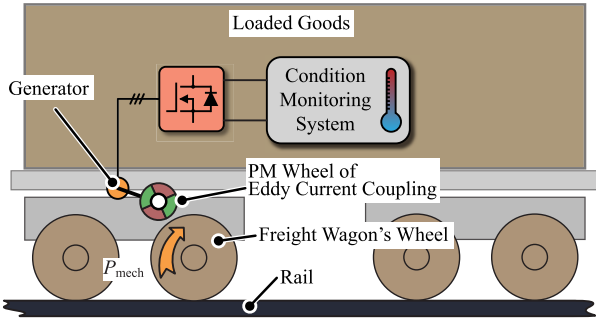 Loaded Goods
Generator
Condition
Monitoring
System
PM Wheel of
Eddy Current Coupling
Freight Wagon's Wheel
Pmech
Rail